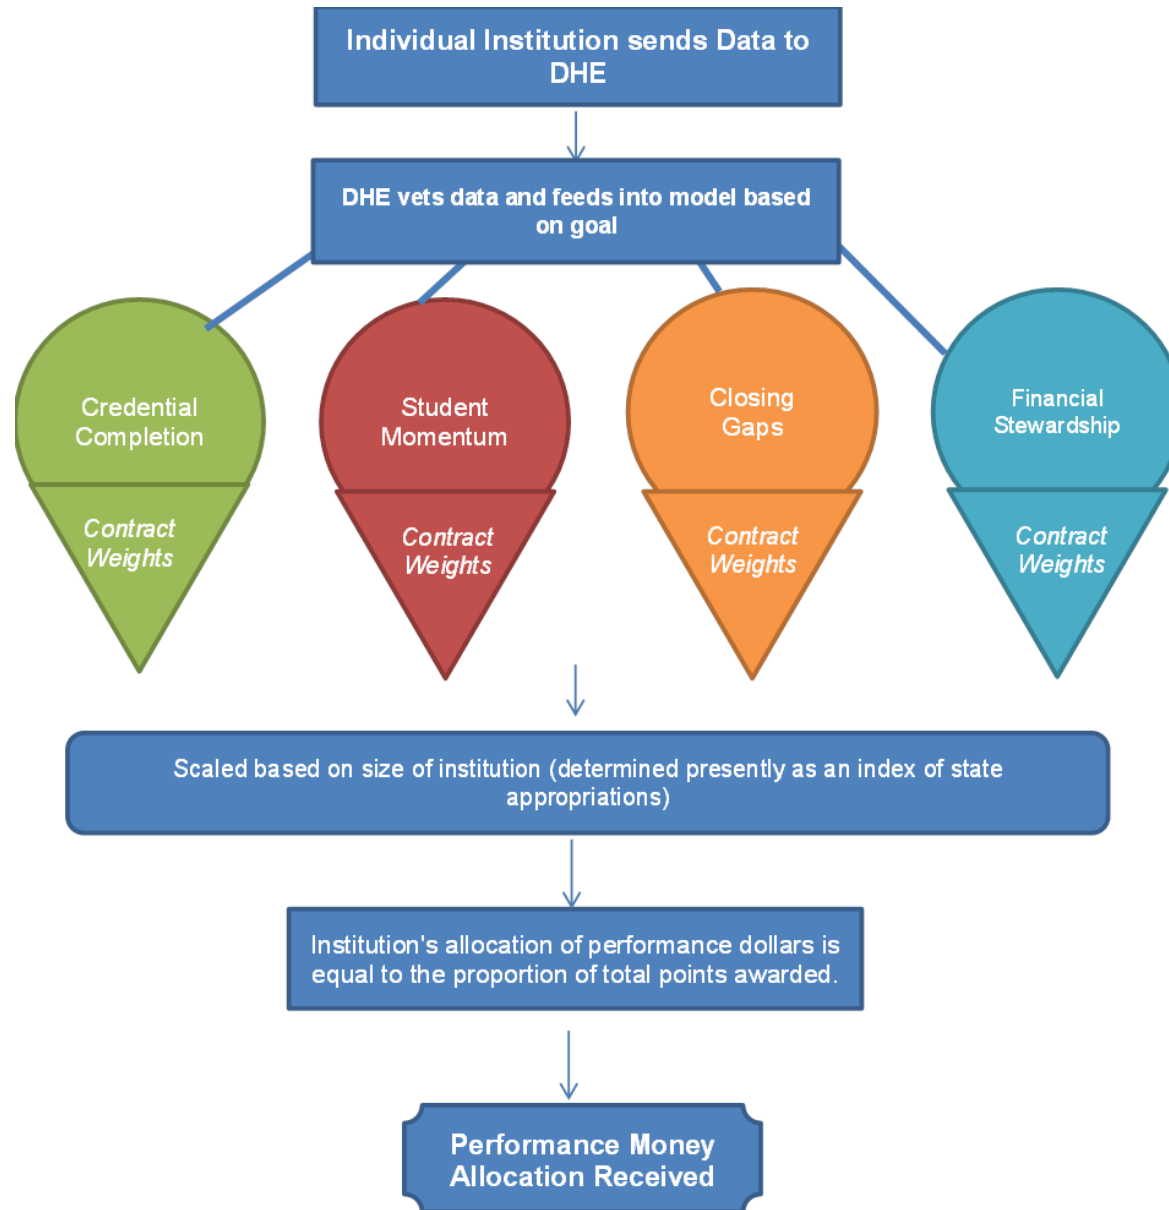 Individual Institution sends Data to
DHE
DHE vets data and feeds into model based
on goal
Credential
Completion
Student
Momentum
Closing
Gaps
Financial
Stewardship
Contract
Weights
Contract
Weights
Contract
Weights
Contract
Weights
Scaled based on size of institution (determined presently as an index of state
appropriations)
Institution's allocation of performance dollars is
equal to the proportion of total points awarded.
Performance Money
Allocation Received